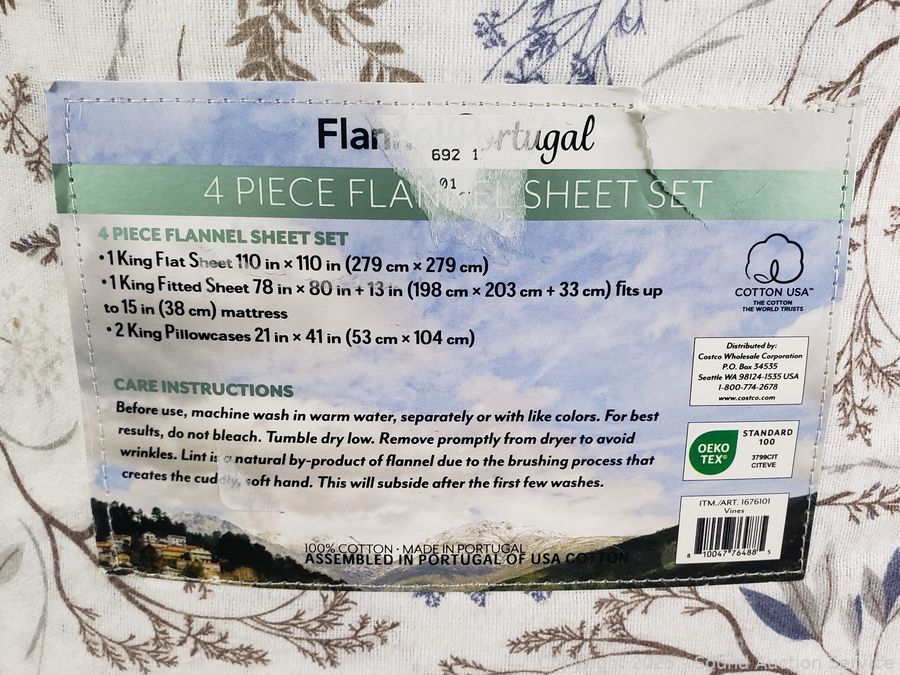 Flannel Portugal
692 1
01
4 PIECE FLANNEL SHEET SET
4 PIECE FLANNEL SHEET SET
•1 King Flat Sheet 110 in × 110 in (279 cm × 279 cm)
•1 King Fitted Sheet 78 in × 80 in + 13 in (198 cm × 203 cm + 33 cm) fits up
to 15 in (38 cm) mattress
•2 King Pillowcases 21 in × 41 in (53 cm × 104 cm)
COTTON USA™
THE COTTON
THE WORLD TRUSTS
Distributed by:
Costco Wholesale Corporation
P.O. Box 34535
Seattle WA 98124-1535 USA
1-800-774-2678
www.costco.com
CARE INSTRUCTIONS
Before use, machine wash in warm water, separately or with like colors. For best
results, do not bleach. Tumble dry low. Remove promptly from dryer to avoid
wrinkles. Lint is a natural by-product of flannel due to the brushing process that
creates the cuddly, soft hand. This will subside after the first few washes.
OEKO
TEX®
STANDARD
100
3799CIT
CITEVE
ITM./ART. 1676101
Vines
8 10047 76488 5
100% COTTON · MADE IN PORTUGAL
ASSEMBLED IN PORTUGAL OF USA COTTON
Copyright 2025 - Sound Auction Service